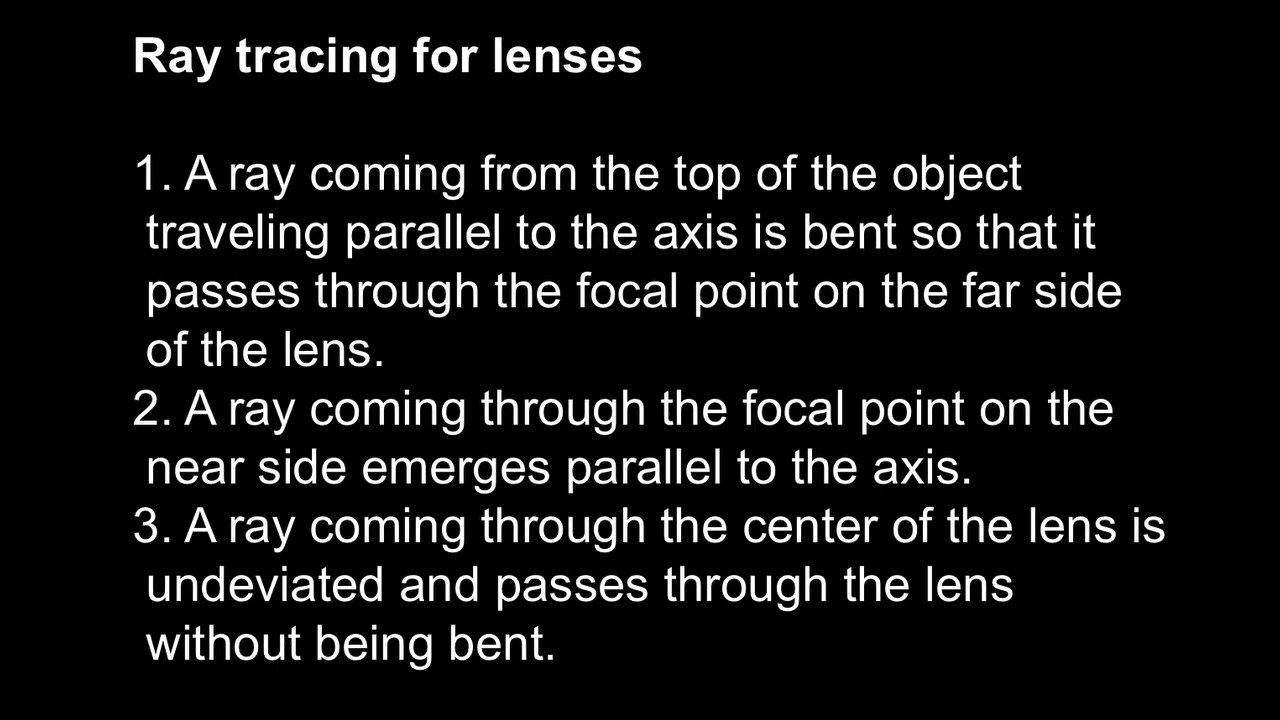 Ray tracing for lenses
1. A ray coming from the top of the object
traveling parallel to the axis is bent so that it
passes through the focal point on the far side
of the lens.
2. A ray coming through the focal point on the
near side emerges parallel to the axis.
3. A ray coming through the center of the lens is
undeviated and passes through the lens
without being bent.